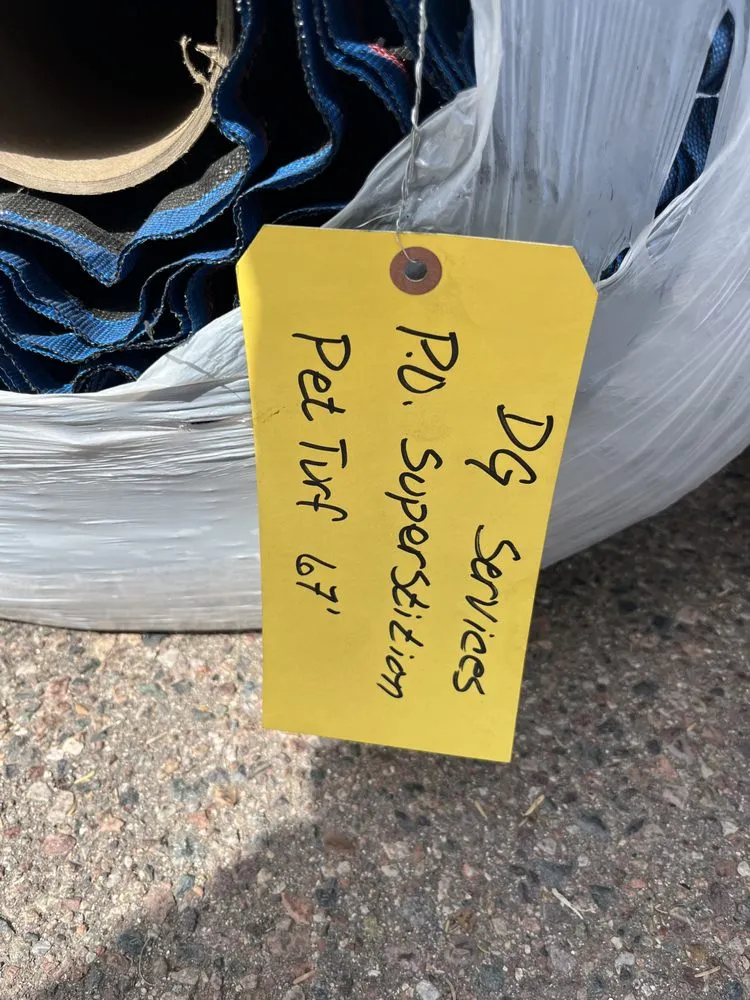 DG Services
P.O. Superstition
Pet Turf 67'